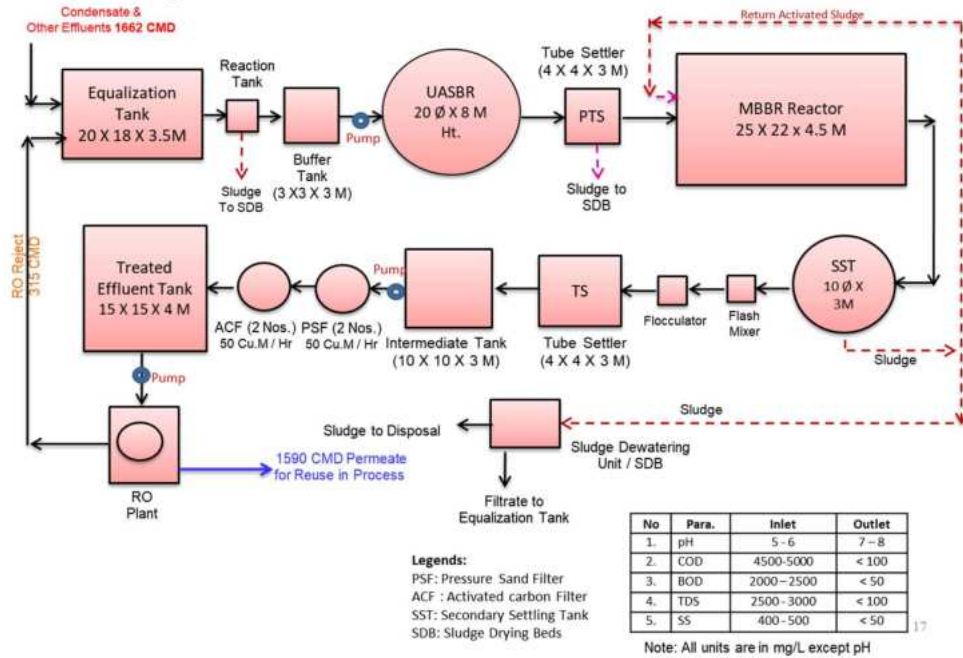 Condensate &
Other Effluents 1662 CMD
Equalization
Tank
20 X 18 X 3.5M
Reaction
Tank
Sludge
To SDB
Buffer
Tank
(3 X3 X 3 M)
Pump
UASBR
20 Ø X 8 M
Ht.
Tube Settler
(4 X 4 X 3 M)
PTS
Sludge to
SDB
Return Activated Sludge
MBBR Reactor
25 X 22 x 4.5 M
SST
10 Ø X
3M
Sludge
Flash
Mixer
Flocculator
TS
Tube Settler
(4 X 4 X 3 M)
Intermediate Tank
(10 X 10 X 3 M)
Pump
PSF (2 Nos.)
50 Cu.M / Hr
ACF (2 Nos.)
50 Cu.M / Hr
Treated
Effluent Tank
15 X 15 X 4 M
RO Reject
315 CMD
Pump
RO
Plant
1590 CMD Permeate
for Reuse in Process
Sludge
Sludge to Disposal
Sludge Dewatering
Unit / SDB
Filtrate to
Equalization Tank
Legends:
PSF: Pressure Sand Filter
ACF : Activated carbon Filter
SST: Secondary Settling Tank
SDB: Sludge Drying Beds
No Para. Inlet Outlet
1. pH 5 - 6 7 – 8
2. COD 4500-5000 < 100
3. BOD 2000 – 2500 < 50
4. TDS 2500 - 3000 < 100
5. SS 400 - 500 < 50
Note: All units are in mg/L except pH
17